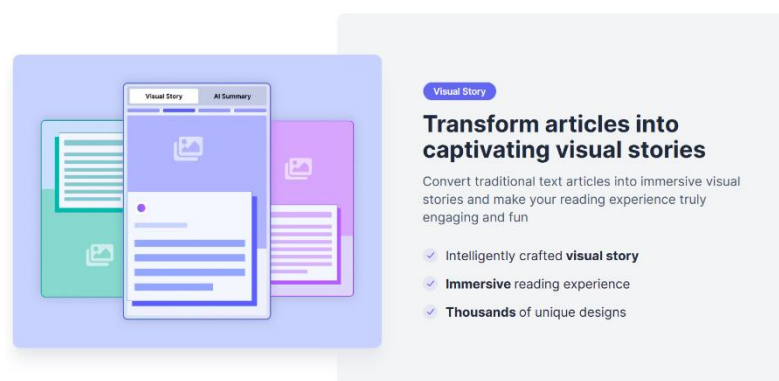 Visual Story
AI Summary
Visual Story
Transform articles into
captivating visual stories
Convert traditional text articles into immersive visual
stories and make your reading experience truly
engaging and fun
Intelligently crafted visual story
Immersive reading experience
Thousands of unique designs